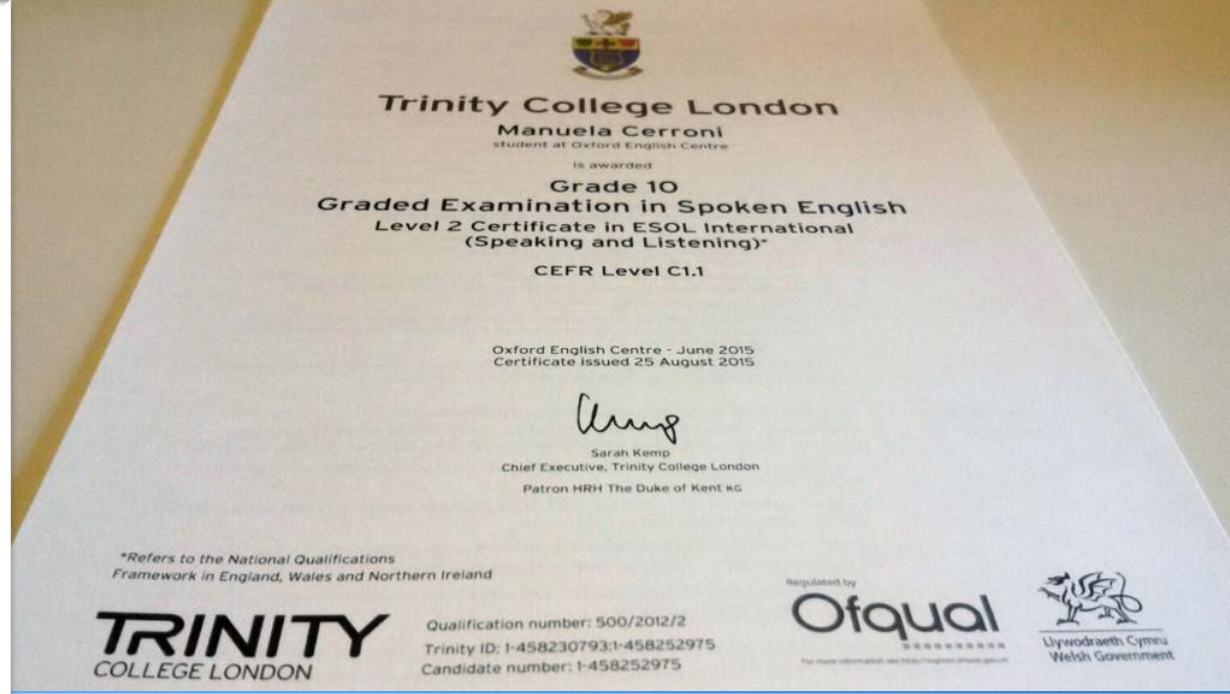 Trinity College London
Manuela Cerroni
student at Oxford English Centre
is awarded
Grade 10
Graded Examination in Spoken English
Level 2 Certificate in ESOL International
(Speaking and Listening)*
CEFR Level C1.1
Oxford English Centre - June 2015
Certificate issued 25 August 2015
Sarah Kemp
Chief Executive, Trinity College London
Patron HRH The Duke of Kent KG
*Refers to the National Qualifications
Framework in England, Wales and Northern Ireland
TRINITY
COLLEGE LONDON
Qualification number: 500/2012/2
Trinity ID: 1-458230793:1-458252975
Candidate number: 1-458252975
Regulated by
Ofqual
For more information see
Llywodraeth Cymru
Welsh Government